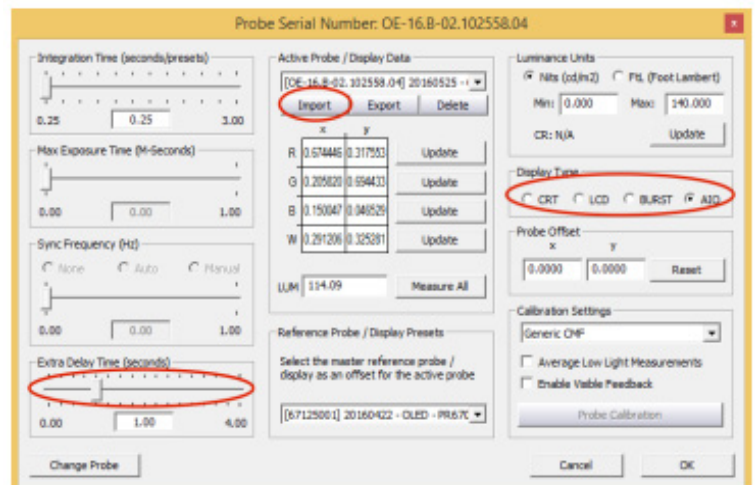 Probe Serial Number: OE-16.B-02.102558.04
x
Integration Time (seconds/presets)
0.25 0.25 3.00
Max Exposure Time (M-Seconds)
0.00 0.00 1.00
Sync Frequency (Hz)
None Auto Manual
0.00 0.00 1.00
Extra Delay Time (seconds)
0.00 1.00 4.00
Change Probe
Active Probe / Display Data
[OE-16.B-02.102558.04] 20160525 -
Import Export Delete
x y
R 0.674446 0.317553 Update
G 0.205820 0.694433 Update
B 0.150047 0.046529 Update
W 0.291206 0.325281 Update
LUM 114.09 Measure All
Reference Probe / Display Presets
Select the master reference probe /
display as an offset for the active probe
[67125001] 20160422 - OLED - PR67
Luminance Units
Nits (cd/m2) FtL (Foot Lambert)
Min: 0.000 Max: 140.000
CR: N/A Update
Display Type
CRT LCD BURST AIO
Probe Offset
x y
0.0000 0.0000 Reset
Calibration Settings
Generic CMF
Average Low Light Measurements
Enable Visible Feedback
Probe Calibration
Cancel OK